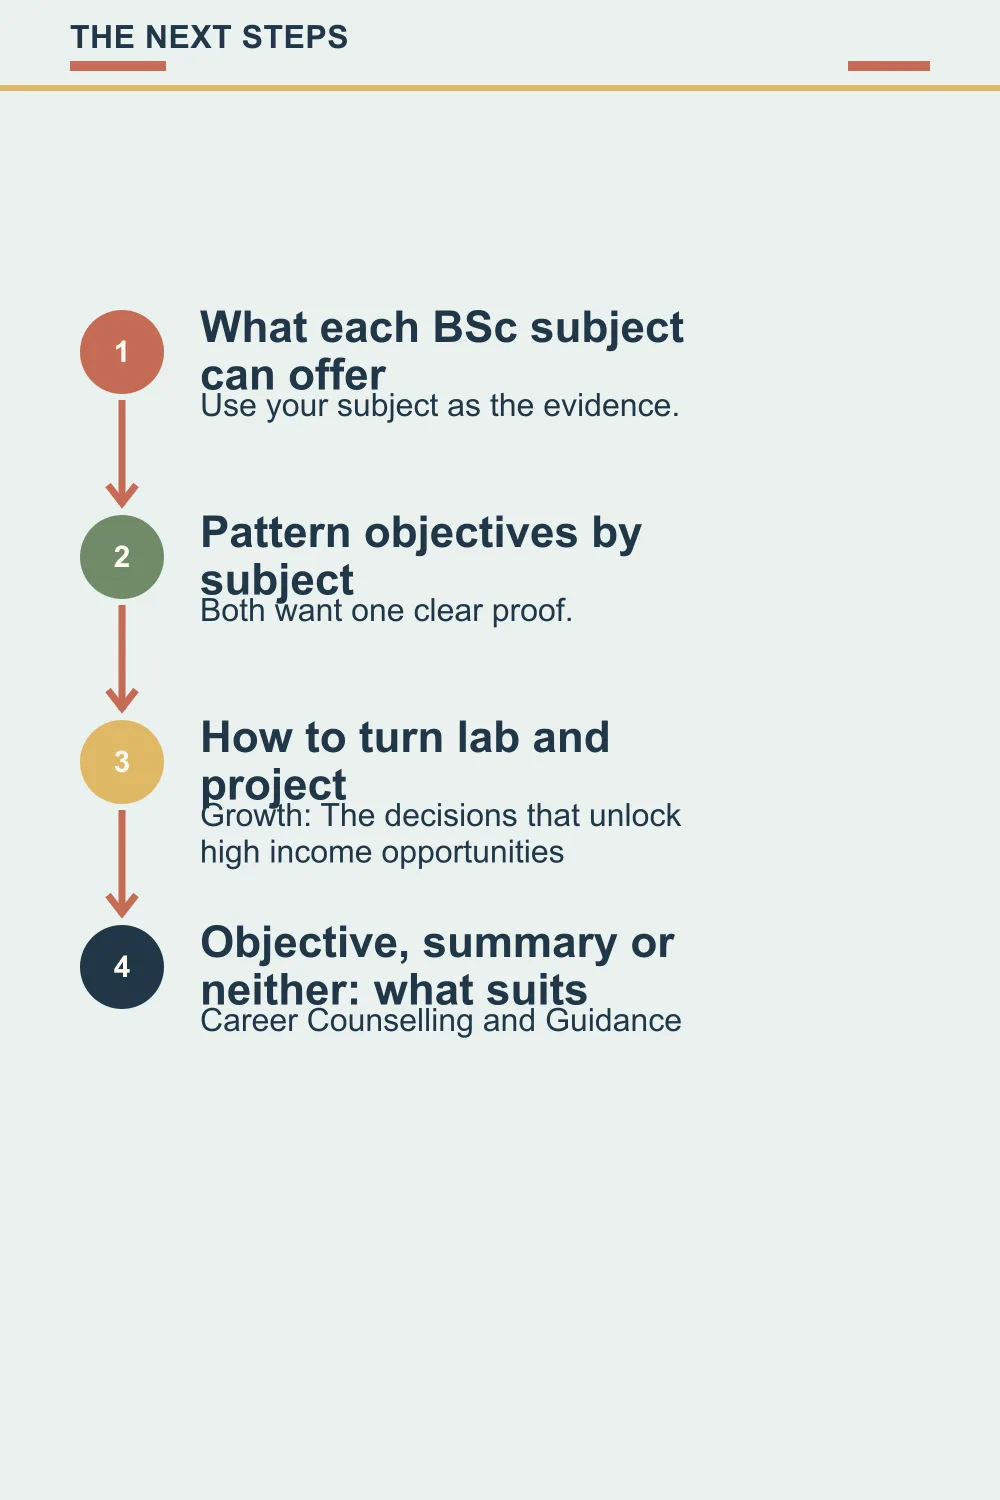 THE NEXT STEPS
1
What each BSc subject
can offer
Use your subject as the evidence.
2
Pattern objectives by
subject
Both want one clear proof.
3
How to turn lab and
project
Growth: The decisions that unlock
high income opportunities
4
Objective, summary or
neither: what suits
Career Counselling and Guidance